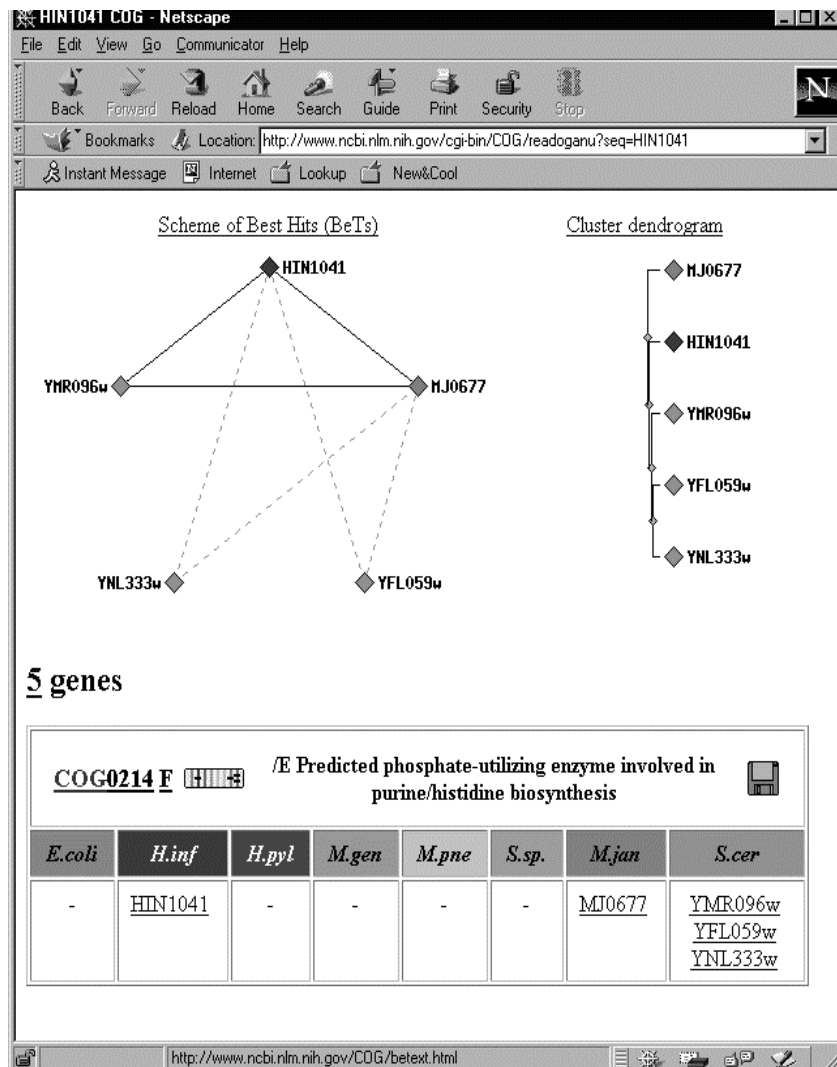 HIN1041 COG - Netscape
File Edit View Go Communicator Help
Back Forward Reload Home Search Guide Print Security Stop
N
Bookmarks Location: http://www.ncbi.nlm.nih.gov/cgi-bin/COG/readoganu?seq=HIN1041
Instant Message Internet Lookup New&Cool
Scheme of Best Hits (BeTs) Cluster dendrogram
HIN1041
MJ0677
HIN1041
YMR096w
MJ0677
YMR096w
YFL059w
YNL333w
YFL059w
YNL333w
5 genes
COG0214 F /E Predicted phosphate-utilizing enzyme involved in
purine/histidine biosynthesis
E.coli H.inf H.pyl M.gen M.pne S.sp. M.jan S.cer
- HIN1041 - - - - MJ0677 YMR096w
YFL059w
YNL333w
http://www.ncbi.nlm.nih.gov/COG/betext.html